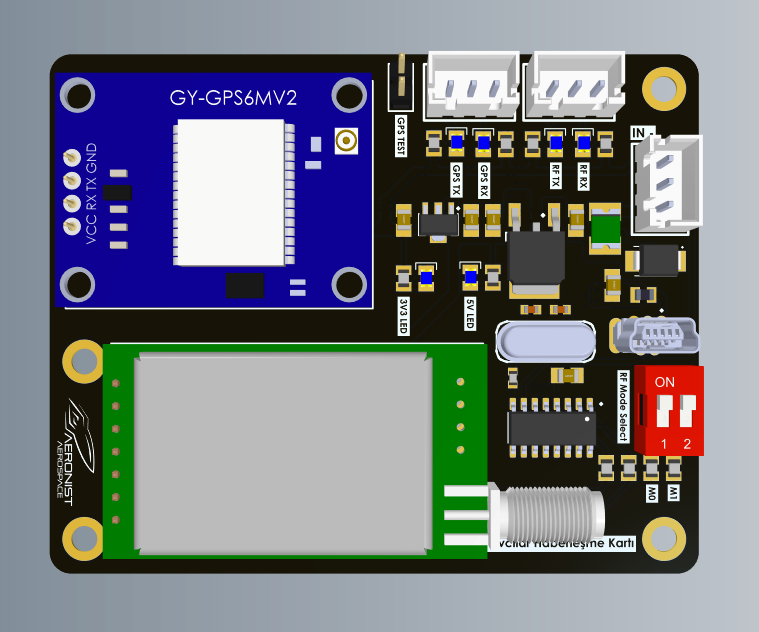 GY-GPS6MV2
VCC RX TX GND
GPS TEST
GPS TX
GPS RX
RF TX
RF RX
IN -
3V3 LED
5V LED
RF Mode Select
ON
1 2
M0
M1
AERONIST
AEROSPACE
Haberleşme Kartı